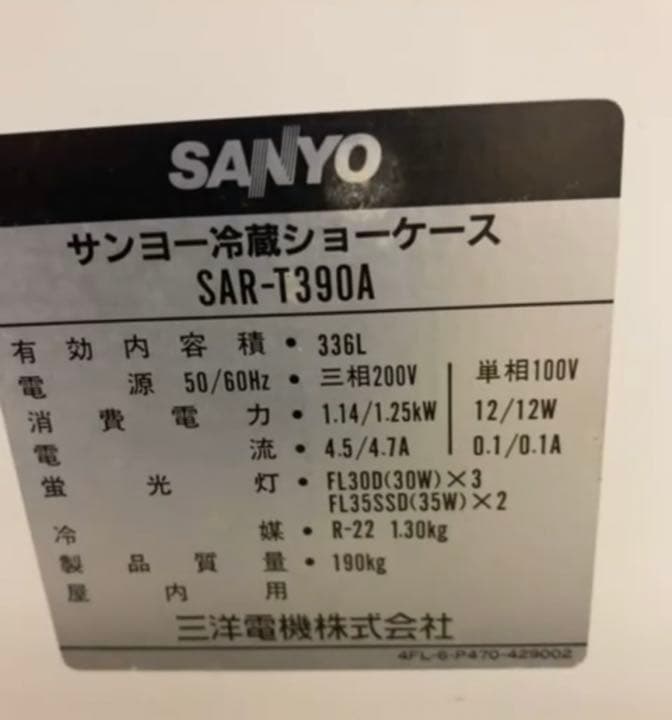 SANYO
サンヨー冷蔵ショーケース
SAR-T390A
有効内容積・336L
電源 50/60Hz・三相200V 単相100V
消費電力・1.14/1.25kW 12/12W
電流・4.5/4.7A 0.1/0.1A
蛍光灯・FL30D(30W)×3
FL35SSD(35W)×2
冷媒・R-22 1.30kg
製品質量・190kg
屋内用
三洋電機株式会社
4FL-6-P470-429002